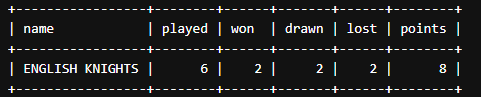 +-----------------+--------+------+-------+------+--------+
| name            | played | won  | drawn | lost | points |
+-----------------+--------+------+-------+------+--------+
| ENGLISH KNIGHTS |      6 |    2 |     2 |    2 |      8 |
+-----------------+--------+------+-------+------+--------+